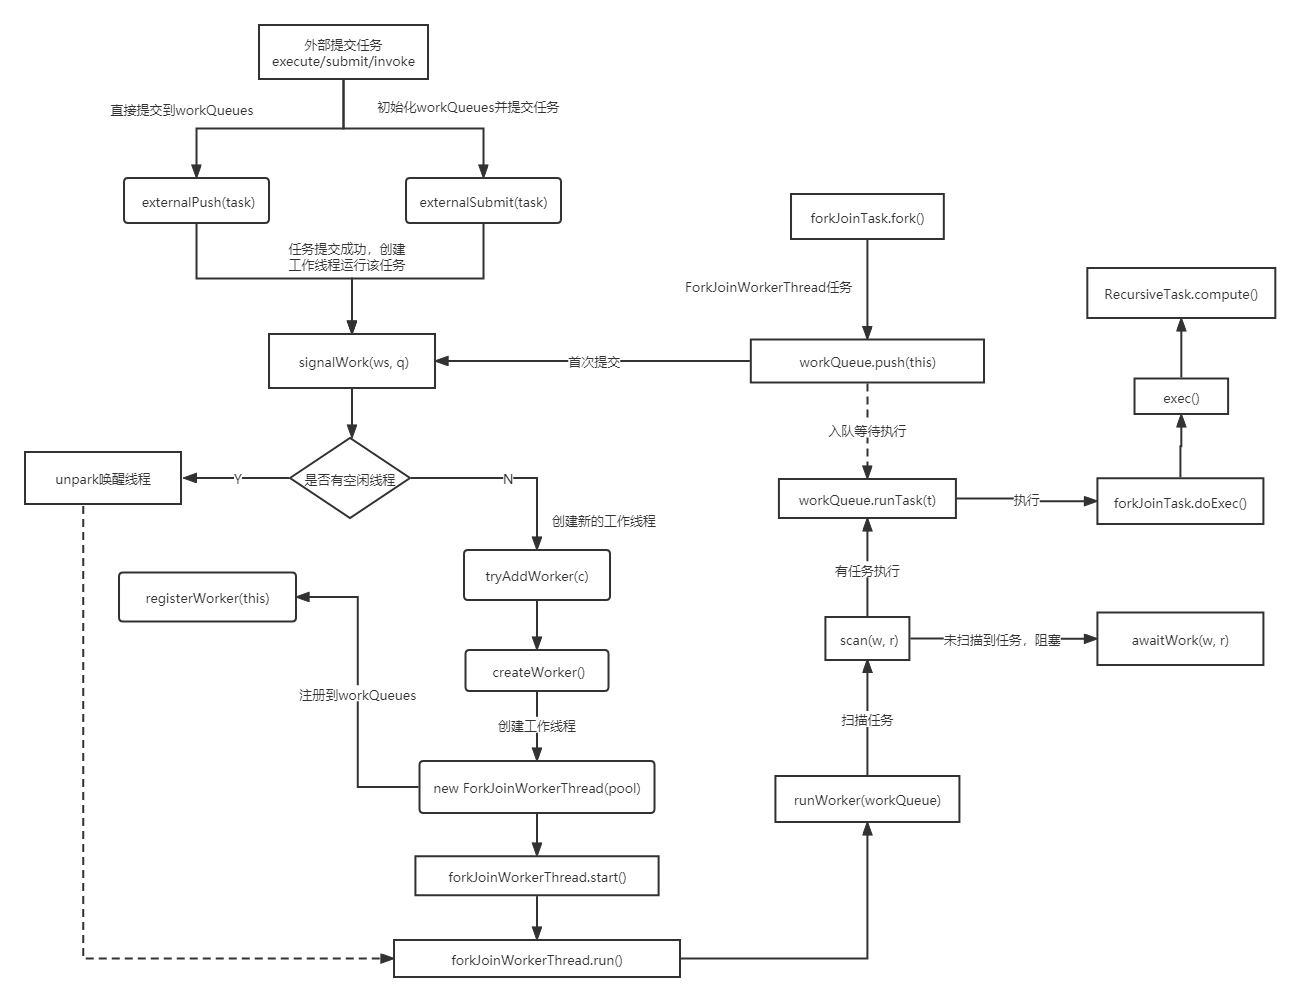 外部提交任务
execute/submit/invoke
直接提交到workQueues
初始化workQueues并提交任务
externalPush(task)
externalSubmit(task)
任务提交成功，创建
工作线程运行该任务
signalWork(ws, q)
首次提交
forkJoinTask.fork()
ForkJoinWorkerThread任务
workQueue.push(this)
入队等待执行
RecursiveTask.compute()
exec()
unpark唤醒线程
Y
是否有空闲线程
N
创建新的工作线程
workQueue.runTask(t)
执行
forkJoinTask.doExec()
tryAddWorker(c)
registerWorker(this)
有任务执行
scan(w, r)
未扫描到任务，阻塞
awaitWork(w, r)
createWorker()
注册到workQueues
创建工作线程
扫描任务
new ForkJoinWorkerThread(pool)
runWorker(workQueue)
forkJoinWorkerThread.start()
forkJoinWorkerThread.run()